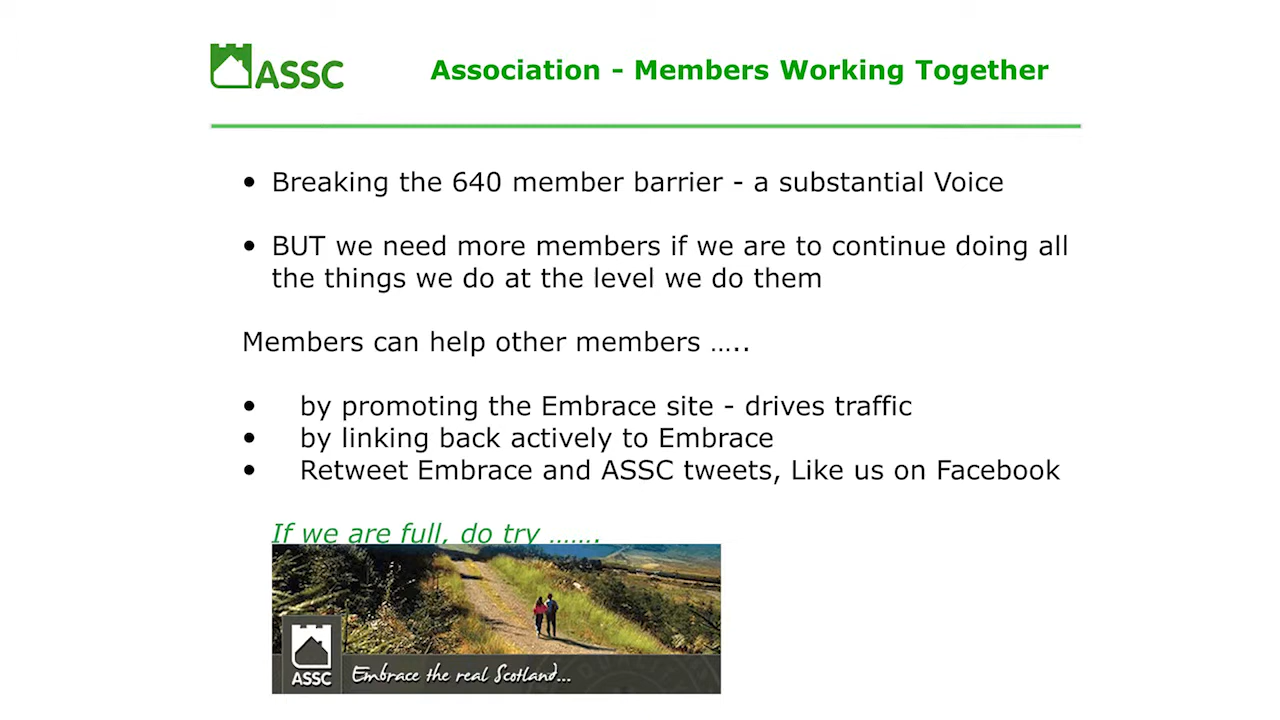 ASSC
Association - Members Working Together
• Breaking the 640 member barrier - a substantial Voice
• BUT we need more members if we are to continue doing all
the things we do at the level we do them
Members can help other members …..
• by promoting the Embrace site - drives traffic
• by linking back actively to Embrace
• Retweet Embrace and ASSC tweets, Like us on Facebook
If we are full, do try …….
ASSC
Embrace the real Scotland...